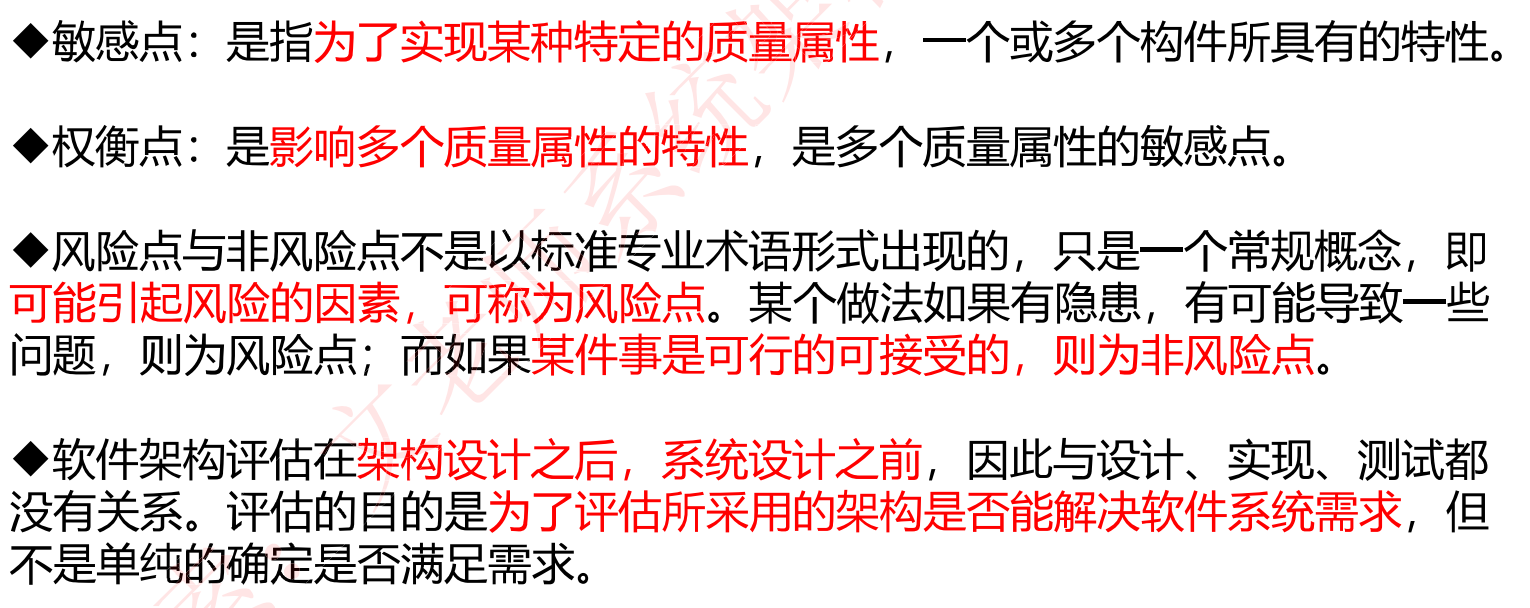 ◆敏感点：是指为了实现某种特定的质量属性，一个或多个构件所具有的特性。
◆权衡点：是影响多个质量属性的特性，是多个质量属性的敏感点。
◆风险点与非风险点不是以标准专业术语形式出现的，只是一个常规概念，即
可能引起风险的因素，可称为风险点。某个做法如果有隐患，有可能导致一些
问题，则为风险点；而如果某件事是可行的可接受的，则为非风险点。
◆软件架构评估在架构设计之后，系统设计之前，因此与设计、实现、测试都
没有关系。评估的目的是为了评估所采用的架构是否能解决软件系统需求，但
不是单纯的确定是否满足需求。
文老师系统架